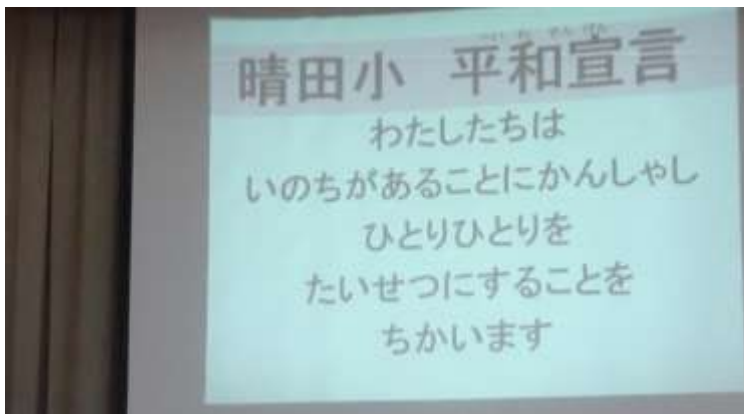 晴田小 平和宣言
わたしたちは
いのちがあることにかんしゃし
ひとりひとりを
たいせつにすることを
ちかいます